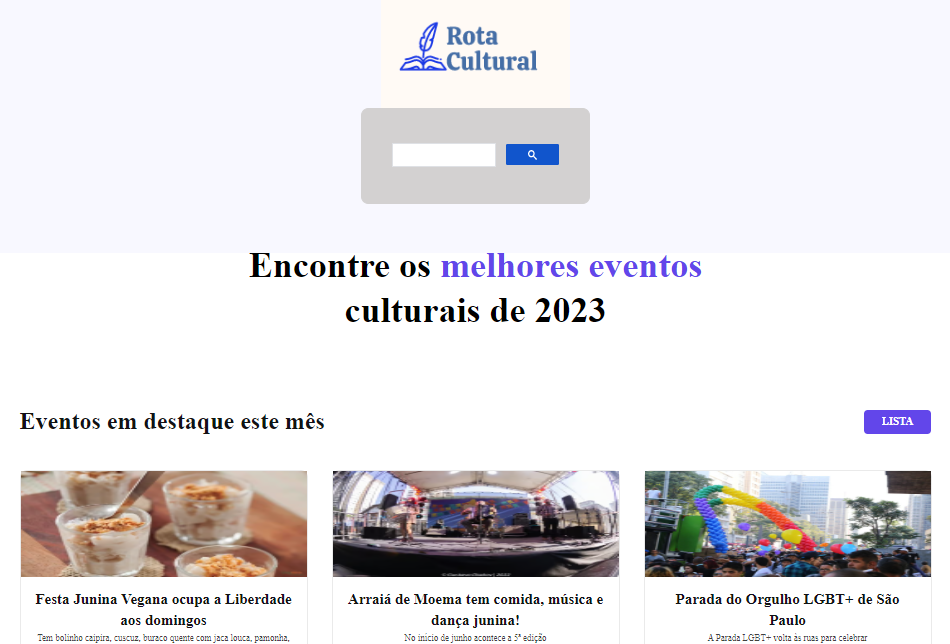 Rota
Cultural
Encontre os melhores eventos
culturais de 2023
Eventos em destaque este mês
LISTA
Festa Junina Vegana ocupa a Liberdade
aos domingos
Tem bolinho caipira, cuscuz, buraco quente com jaca louca, pamonha,
Arraiá de Moema tem comida, música e
dança junina!
No início de junho acontece a 5ª edição
Parada do Orgulho LGBT+ de São
Paulo
A Parada LGBT+ volta às ruas para celebrar